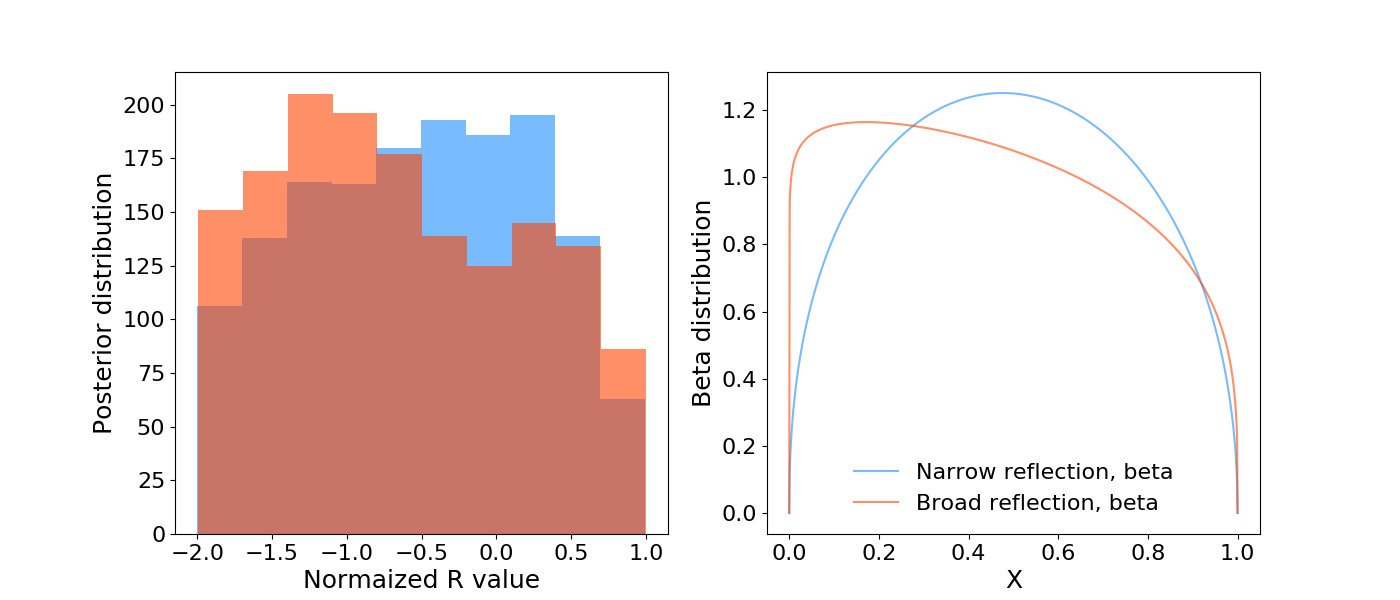 Posterior distribution
200
175
150
125
100
75
50
25
0
−2.0 −1.5 −1.0 −0.5 0.0 0.5 1.0
Normaized R value
Beta distribution
1.2
1.0
0.8
0.6
0.4
0.2
0.0
Narrow reflection, beta
Broad reflection, beta
0.0 0.2 0.4 0.6 0.8 1.0
X